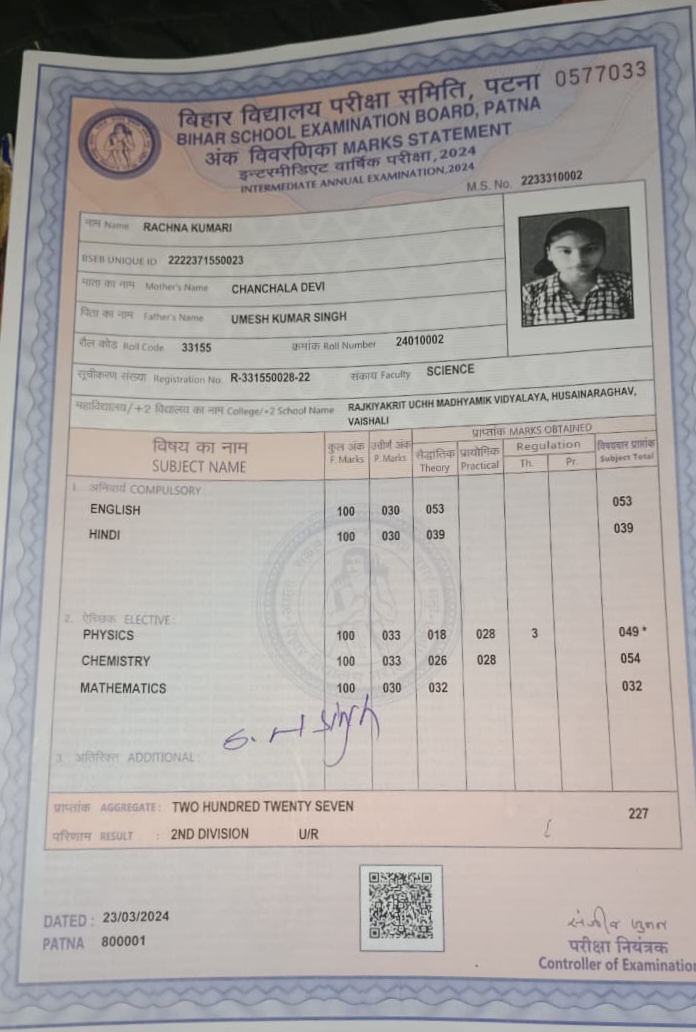 बिहार विद्यालय परीक्षा समिति, पटना 0577033
BIHAR SCHOOL EXAMINATION BOARD, PATNA
अंक विवरणिका MARKS STATEMENT
इन्टरमीडिएट वार्षिक परीक्षा, 2024
INTERMEDIATE ANNUAL EXAMINATION,2024
M.S. No. 2233310002
नाम Name RACHNA KUMARI
BSEB UNIQUE ID 2222371550023
माता का नाम Mother's Name CHANCHALA DEVI
पिता का नाम Father's Name UMESH KUMAR SINGH
रौल कोड Roll Code 33155 क्रमांक Roll Number 24010002
सूचीकरण संख्या Registration No. R-331550028-22 संकाय Faculty SCIENCE
महाविद्यालय/+2 विद्यालय का नाम College/+2 School Name RAJKIYAKRIT UCHH MADHYAMIK VIDYALAYA, HUSAINARAGHAV,
VAISHALI
विषय का नाम SUBJECT NAME
कुल अंक F Marks
उत्तीर्ण अंक P Marks
प्राप्तांक MARKS OBTAINED
सैद्धांतिक Theory
प्रायोगिक Practical
Regulation
Th. Pr.
विषयवार प्राप्तांक Subject Total
1. अनिवार्य COMPULSORY
ENGLISH 100 030 053 053
HINDI 100 030 039 039
2. ऐच्छिक ELECTIVE:
PHYSICS 100 033 018 028 3 049 *
CHEMISTRY 100 033 026 028 054
MATHEMATICS 100 030 032 032
3. अतिरिक्त ADDITIONAL:
प्राप्तांक AGGREGATE: TWO HUNDRED TWENTY SEVEN 227
परिणाम RESULT : 2ND DIVISION U/R
DATED : 23/03/2024
PATNA 800001
परीक्षा नियंत्रक
Controller of Examination